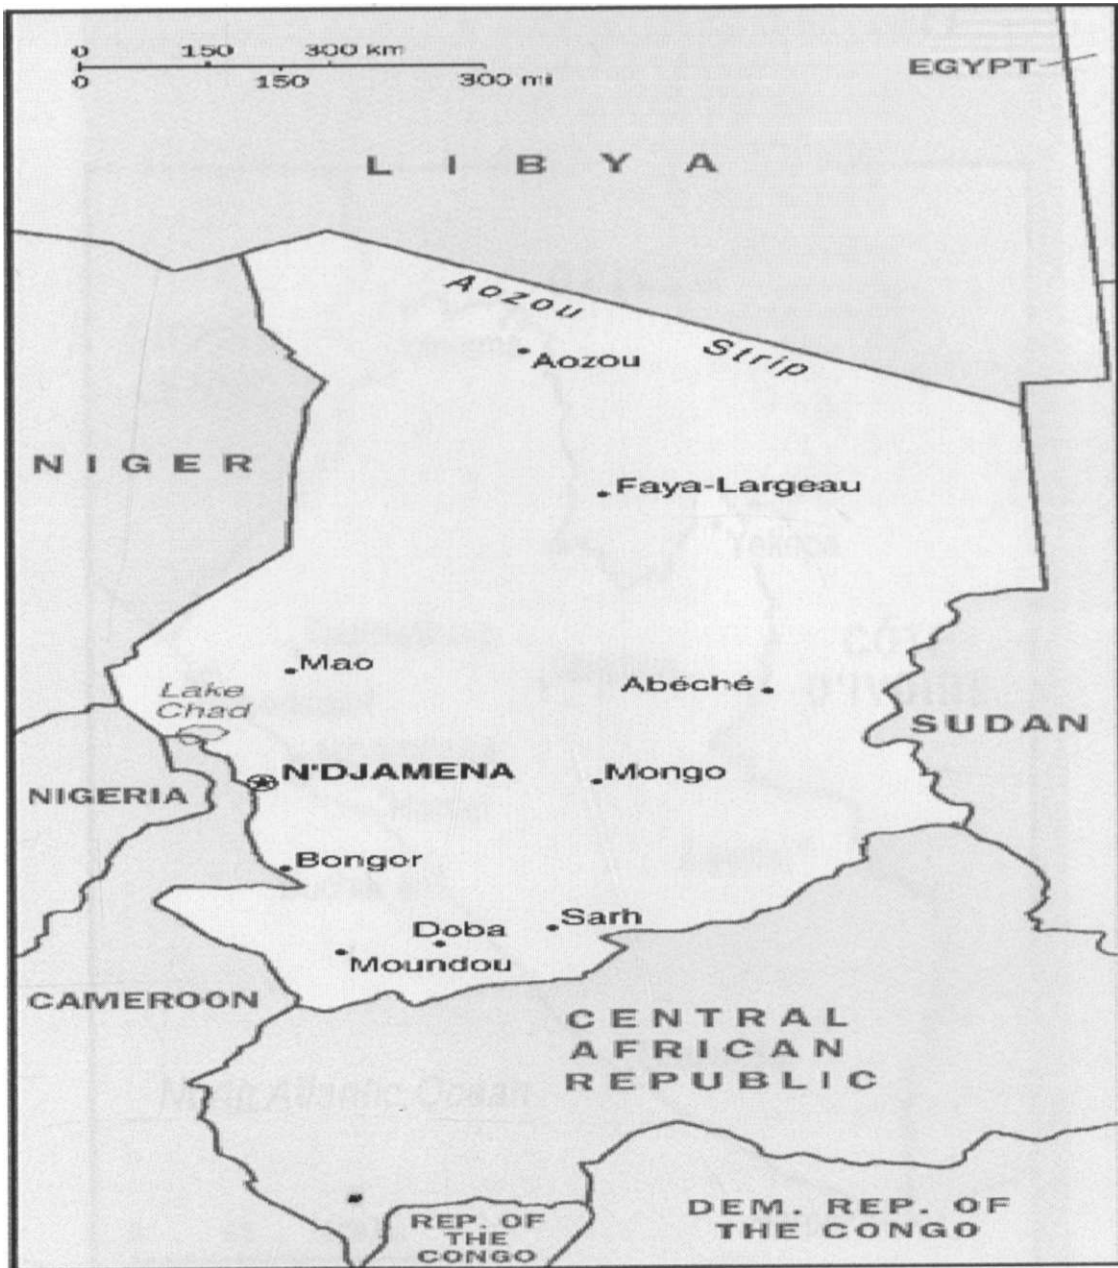 0 150 300 km
0 150 300 mi
EGYPT
LIBYA
Aozou Strip
Aozou
NIGER
Faya-Largeau
Mao
Abéché
Lake
Chad
SUDAN
N'DJAMENA
Mongo
NIGERIA
Bongor
Sarh
Doba
Moundou
CAMEROON
CENTRAL
AFRICAN
REPUBLIC
DEM. REP. OF
THE CONGO
REP. OF
THE
CONGO